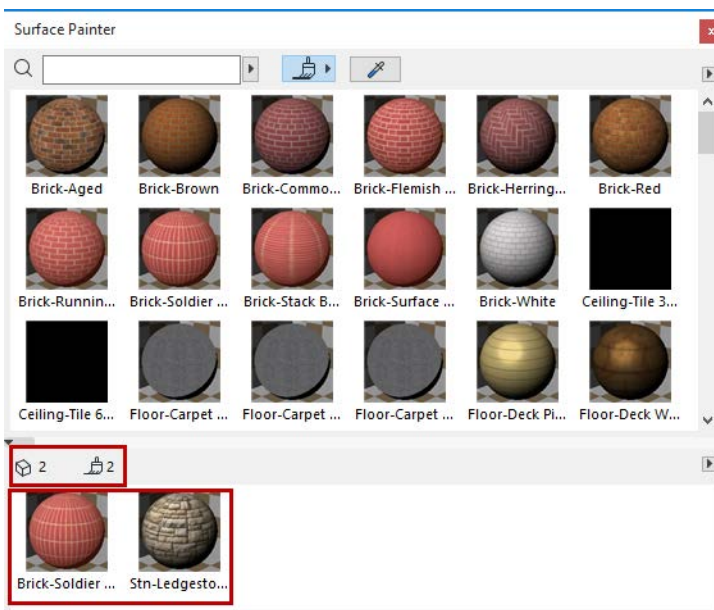 Surface Painter
Brick-Aged Brick-Brown Brick-Commo... Brick-Flemish ... Brick-Herring... Brick-Red
Brick-Runnin... Brick-Soldier ... Brick-Stack B... Brick-Surface ... Brick-White Ceiling-Tile 3...
Ceiling-Tile 6... Floor-Carpet ... Floor-Carpet ... Floor-Carpet ... Floor-Deck Pi... Floor-Deck W...
2 2
Brick-Soldier ... Stn-Ledgesto...